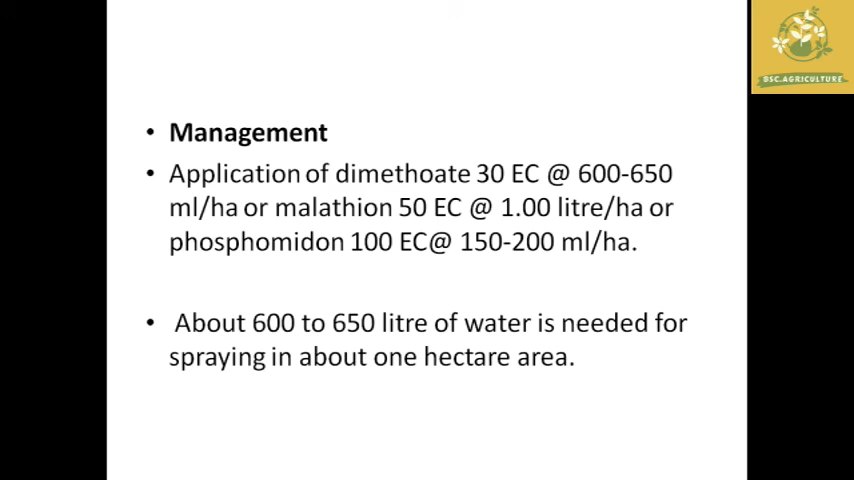 BSC.AGRICULTURE
• Management
• Application of dimethoate 30 EC @ 600-650
ml/ha or malathion 50 EC @ 1.00 litre/ha or
phosphomidon 100 EC@ 150-200 ml/ha.
• About 600 to 650 litre of water is needed for
spraying in about one hectare area.